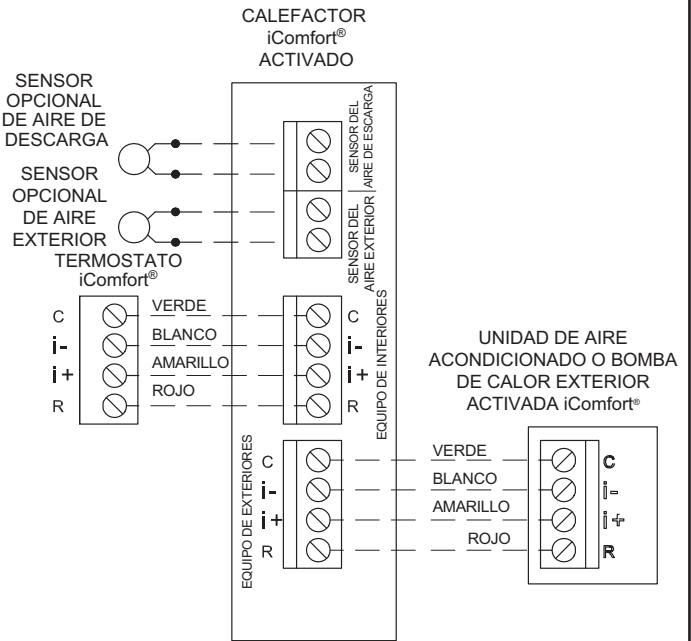 CALEFACTOR
iComfort®
ACTIVADO
SENSOR
OPCIONAL
DE AIRE DE
DESCARGA
SENSOR
OPCIONAL
DE AIRE
EXTERIOR
SENSOR DEL
AIRE DE ESCARGA
SENSOR DEL
AIRE EXTERIOR
TERMOSTATO
iComfort®
C
i-
i+
R
VERDE
BLANCO
AMARILLO
ROJO
C
i-
i+
R
EQUIPO DE INTERIORES
UNIDAD DE AIRE
ACONDICIONADO O BOMBA
DE CALOR EXTERIOR
ACTIVADA iComfort®
EQUIPO DE EXTERIORES
C
i-
i+
R
VERDE
BLANCO
AMARILLO
ROJO
C
i-
i+
R